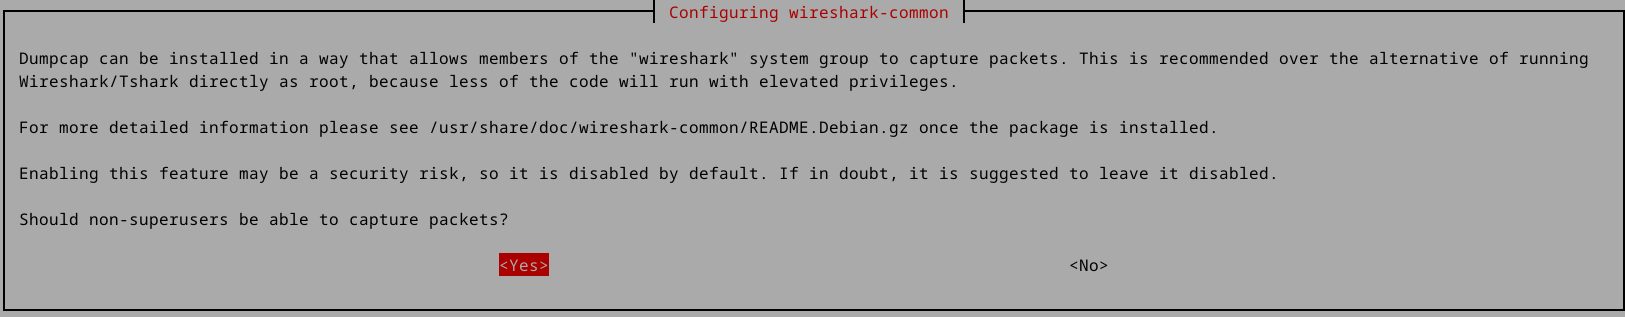 Configuring wireshark-common
Dumpcap can be installed in a way that allows members of the "wireshark" system group to capture packets. This is recommended over the alternative of running
Wireshark/Tshark directly as root, because less of the code will run with elevated privileges.
For more detailed information please see /usr/share/doc/wireshark-common/README.Debian.gz once the package is installed.
Enabling this feature may be a security risk, so it is disabled by default. If in doubt, it is suggested to leave it disabled.
Should non-superusers be able to capture packets?
<Yes> <No>